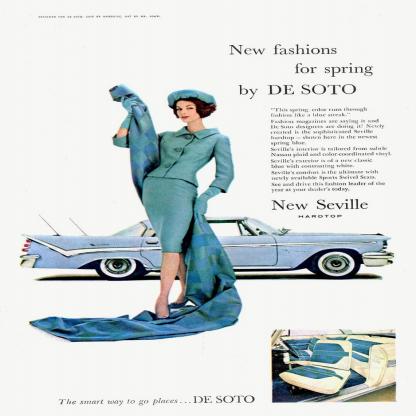 New fashions
for spring
by DE SOTO
"This spring, color runs through
fashion like a blue streak."
Fashion magazines are saying it and
De Soto designers are doing it! Newly
created is the sophisticated Seville
hardtop – shown here in the newest
spring blue.
Seville's interior is tailored from subtle
Nassau plaid and color-coordinated vinyl.
Seville's exterior is of a new classic
blue with contrasting white.
Seville's comfort is the ultimate with
newly available Sports Swivel Seats.
See and drive this fashion leader of the
year at your dealer's today.
New Seville
HARDTOP
The smart way to go places...DE SOTO